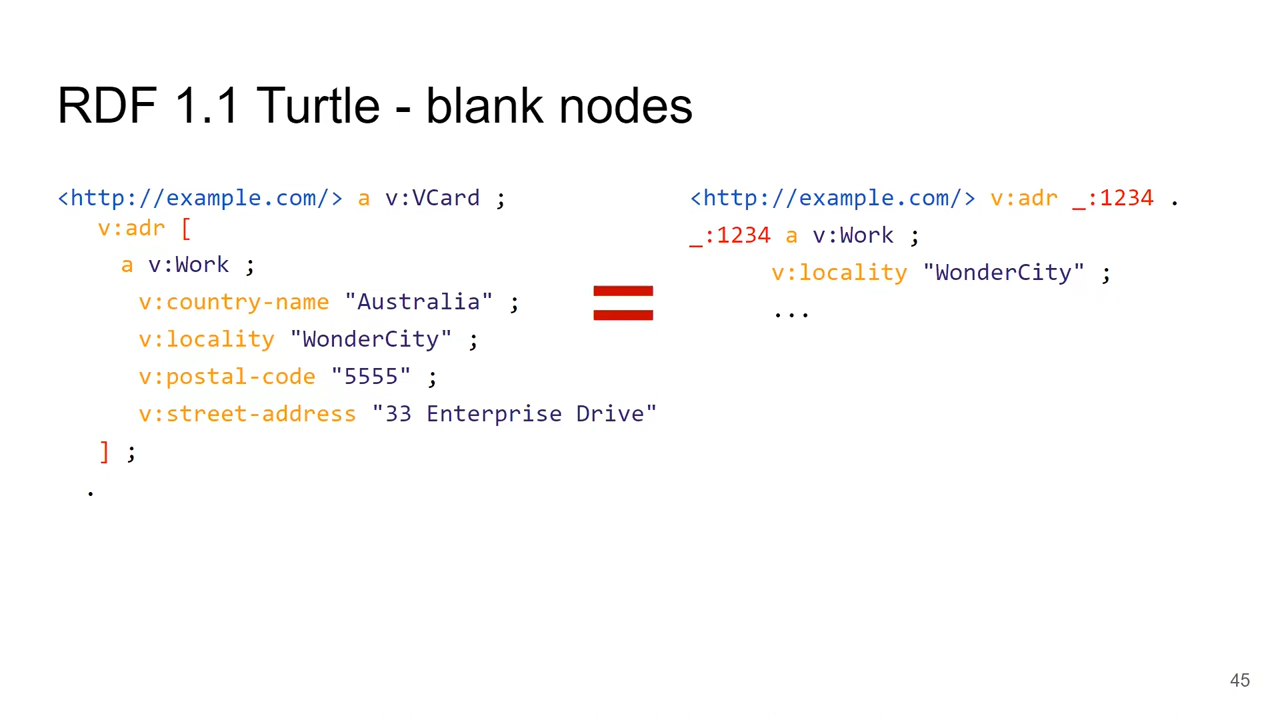 RDF 1.1 Turtle - blank nodes
<http://example.com/> a v:VCard ;
v:adr [
a v:Work ;
v:country-name "Australia" ;
v:locality "WonderCity" ;
v:postal-code "5555" ;
v:street-address "33 Enterprise Drive"
] ;
.
=
<http://example.com/> v:adr _:1234 .
_:1234 a v:Work ;
v:locality "WonderCity" ;
...
45